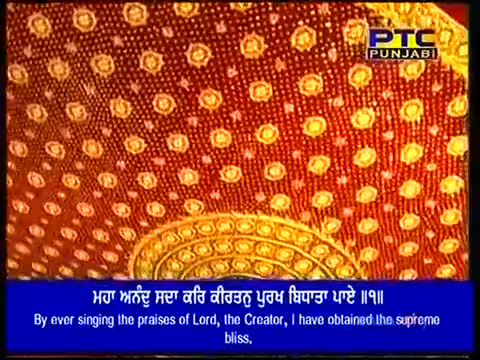 PTC
PUNJABI
ਮਹਾ ਅਨੰਦੁ ਸਦਾ ਕਰਿ ਕੀਰਤਨੁ ਪੁਰਖ ਬਿਧਾਤਾ ਪਾਏ ॥੧॥
By ever singing the praises of Lord, the Creator, I have obtained the supreme
bliss.